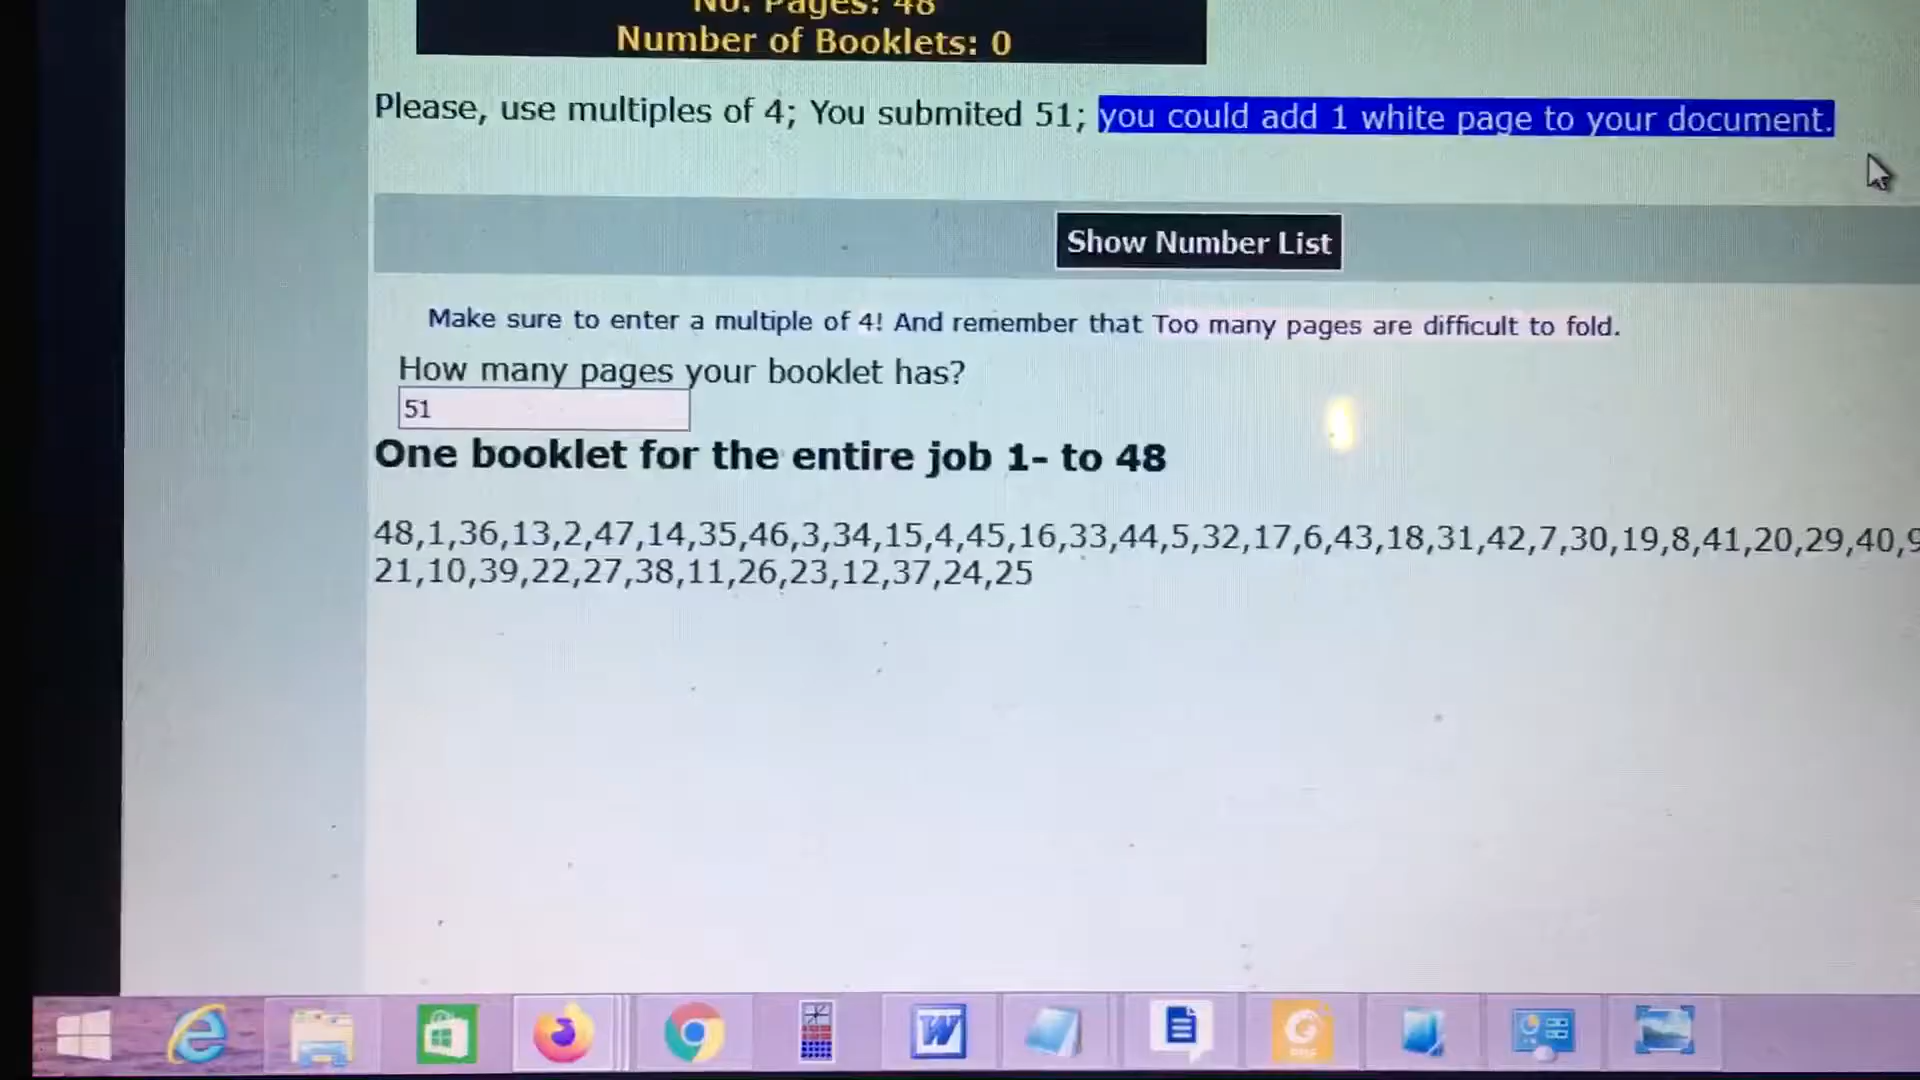 No. Pages: 48
Number of Booklets: 0
Please, use multiples of 4; You submited 51; you could add 1 white page to your document.
Show Number List
Make sure to enter a multiple of 4! And remember that Too many pages are difficult to fold.
How many pages your booklet has?
51
One booklet for the entire job 1- to 48
48,1,36,13,2,47,14,35,46,3,34,15,4,45,16,33,44,5,32,17,6,43,18,31,42,7,30,19,8,41,20,29,40,9
21,10,39,22,27,38,11,26,23,12,37,24,25